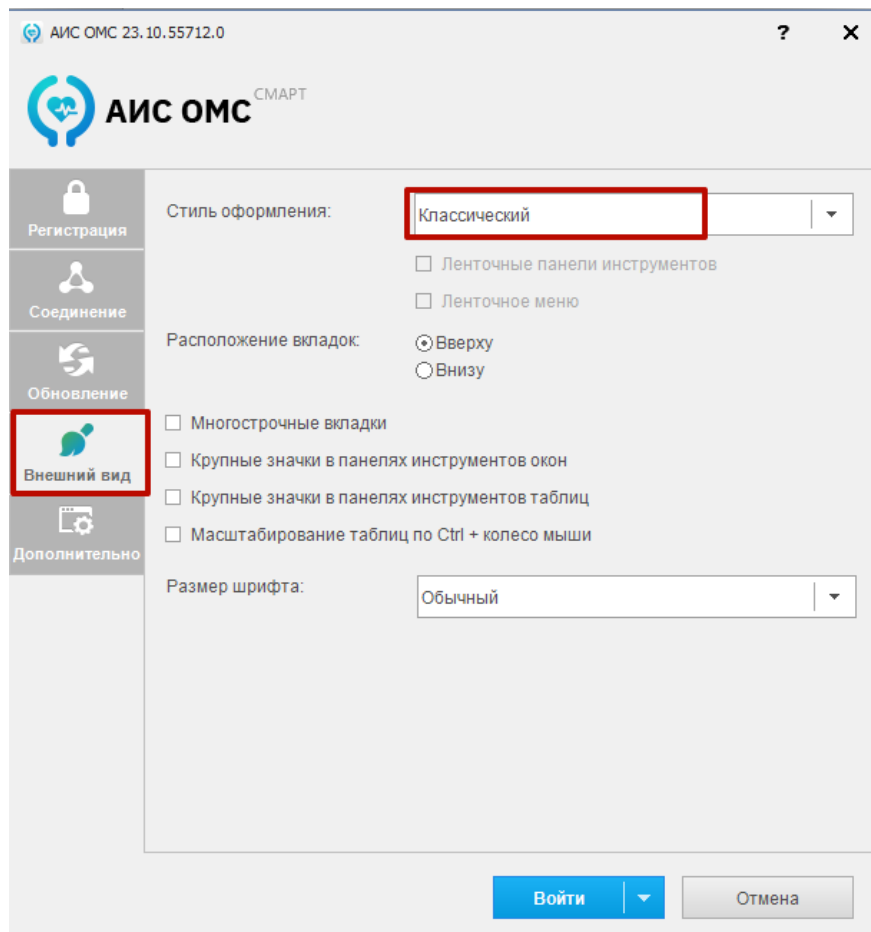 АИС ОМС 23.10.55712.0
АИС ОМС СМАРТ
Регистрация
Соединение
Обновление
Внешний вид
Дополнительно
Стиль оформления: Классический
Ленточные панели инструментов
Ленточное меню
Расположение вкладок: Вверху
Внизу
Многострочные вкладки
Крупные значки в панелях инструментов окон
Крупные значки в панелях инструментов таблиц
Масштабирование таблиц по Ctrl + колесо мыши
Размер шрифта: Обычный
Войти Отмена